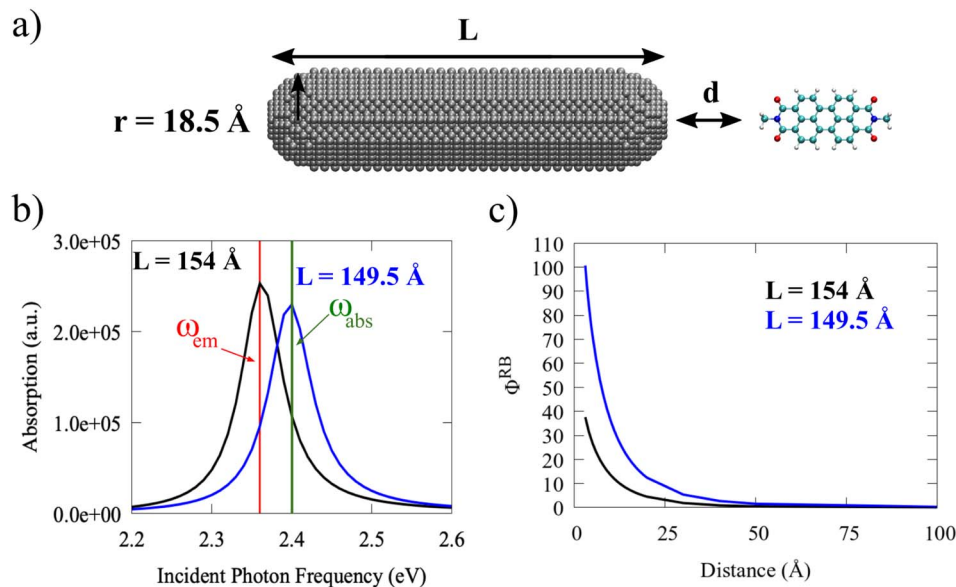 a)
L
d
r = 18.5 Å
b)
3.0e+05
2.0e+05
1.0e+05
0.0e+00
Absorption (a.u.)
L = 154 Å
L = 149.5 Å
ωem
ωabs
2.2 2.3 2.4 2.5 2.6
Incident Photon Frequency (eV)
c)
110
100
90
80
70
60
50
40
30
20
10
0
Φ^RB
L = 154 Å
L = 149.5 Å
0 25 50 75 100
Distance (Å)